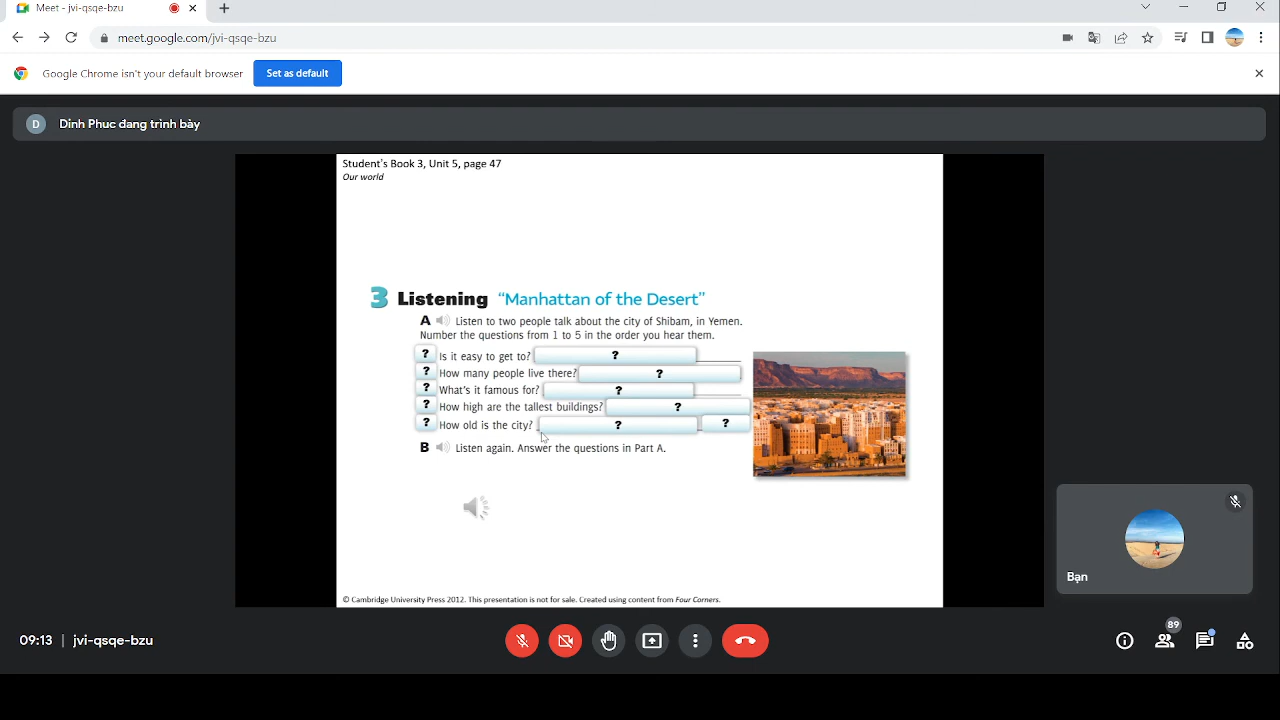 Meet - jvi-qsqe-bzu
meet.google.com/jvi-qsqe-bzu
Google Chrome isn't your default browser
Set as default
D
Dinh Phuc đang trình bày
Student's Book 3, Unit 5, page 47
Our world
3 Listening "Manhattan of the Desert"
A Listen to two people talk about the city of Shibam, in Yemen.
Number the questions from 1 to 5 in the order you hear them.
? Is it easy to get to? ?
? How many people live there? ?
? What's it famous for? ?
? How high are the tallest buildings? ?
? How old is the city? ? ?
B Listen again. Answer the questions in Part A.
© Cambridge University Press 2012. This presentation is not for sale. Created using content from Four Corners.
Bạn
09:13 | jvi-qsqe-bzu
89